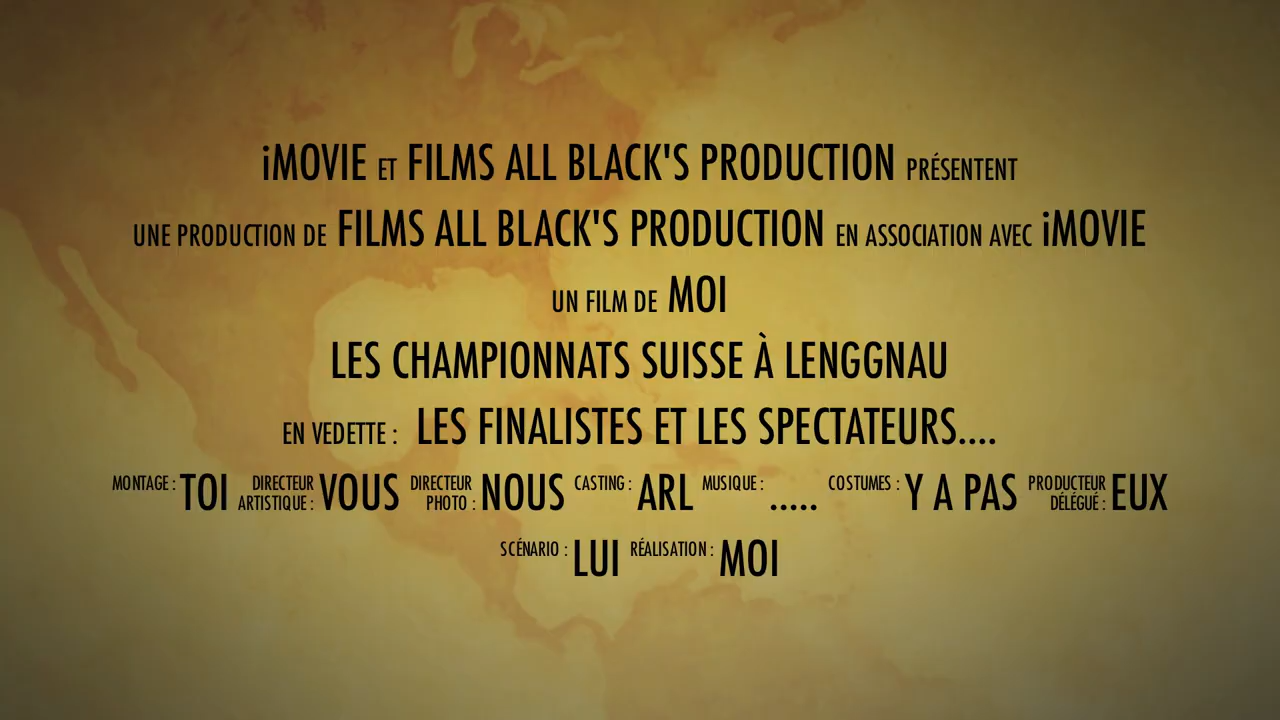 iMOVIE ET FILMS ALL BLACK'S PRODUCTION PRÉSENTENT
UNE PRODUCTION DE FILMS ALL BLACK'S PRODUCTION EN ASSOCIATION AVEC iMOVIE
UN FILM DE MOI
LES CHAMPIONNATS SUISSE À LENGGNAU
EN VEDETTE : LES FINALISTES ET LES SPECTATEURS....
MONTAGE : TOI DIRECTEUR ARTISTIQUE : VOUS DIRECTEUR PHOTO : NOUS CASTING : ARL MUSIQUE : ..... COSTUMES : Y A PAS PRODUCTEUR DÉLÉGUÉ : EUX
SCÉNARIO : LUI RÉALISATION : MOI